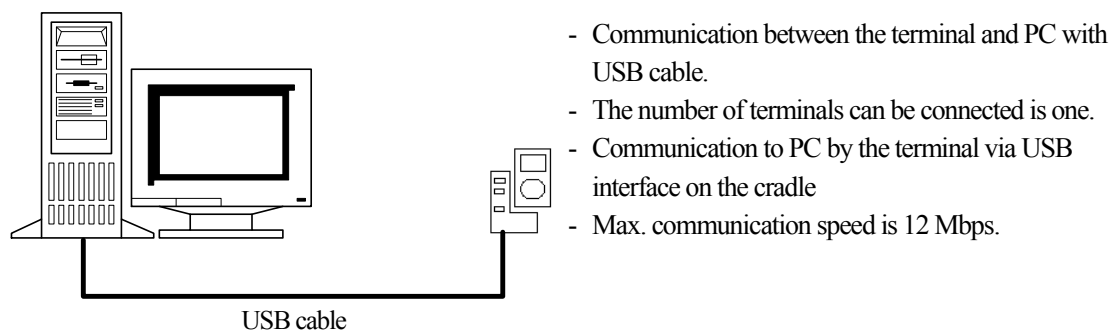 - Communication between the terminal and PC with
USB cable.
- The number of terminals can be connected is one.
- Communication to PC by the terminal via USB
interface on the cradle
- Max. communication speed is 12 Mbps.
USB cable